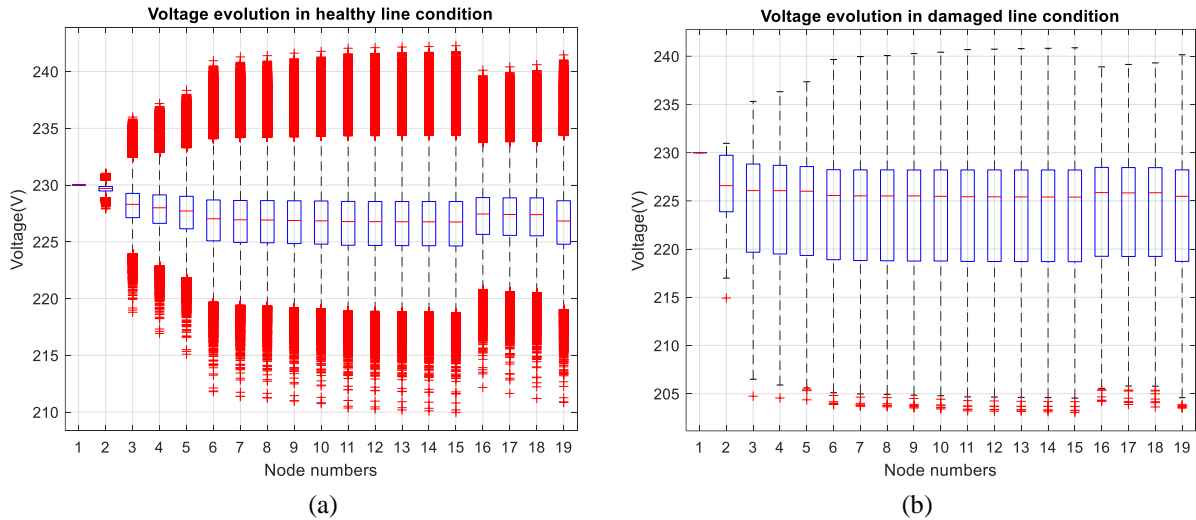 Voltage evolution in healthy line condition
Voltage(V)
240
235
230
225
220
215
210
1 2 3 4 5 6 7 8 9 10 11 12 13 14 15 16 17 18 19
Node numbers
(a)
Voltage evolution in damaged line condition
Voltage(V)
240
235
230
225
220
215
210
205
1 2 3 4 5 6 7 8 9 10 11 12 13 14 15 16 17 18 19
Node numbers
(b)